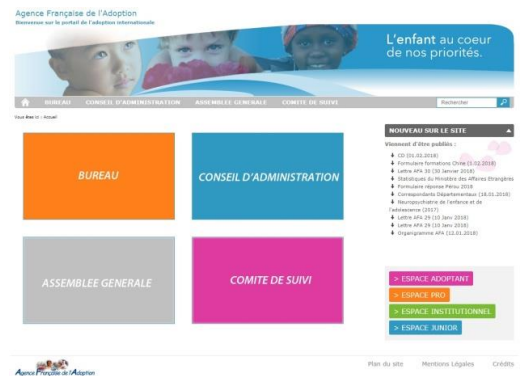 Agence Française de l'Adoption
Bienvenue sur le portail de l'adoption internationale
L'enfant au coeur
de nos priorités.
BUREAU CONSEIL D'ADMINISTRATION ASSEMBLEE GENERALE COMITE DE SUIVI
Rechercher
Vous êtes ici : Accueil
BUREAU
CONSEIL D'ADMINISTRATION
ASSEMBLEE GENERALE
COMITE DE SUIVI
NOUVEAU SUR LE SITE
Viennent d'être publiés :
CD (01.02.2018)
Formulaire formations Chine (1.02.2018)
Lettre AFA 30 (30 Janvier 2018)
Statistiques du Ministère des Affaires Etrangères
Formulaire réponse Pérou 2018
Correspondants Départementaux (18.01.2018)
Neuropsychiatrie de l'enfance et de
l'adolescence (2017)
Lettre AFA 29 (10 Janv 2018)
Lettre AFA 29 (10 Janv 2018)
Organigramme AFA (12.01.2018)
> ESPACE ADOPTANT
> ESPACE PRO
> ESPACE INSTITUTIONNEL
> ESPACE JUNIOR
Agence Française de l'Adoption
Plan du site Mentions Légales Crédits